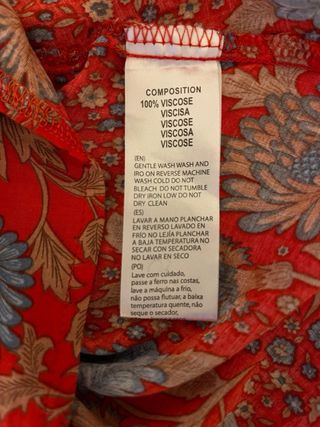 COMPOSITION
100% VISCOSE
VISCISA
VISCOSE
VISCOSA
VISCOSE
(EN)
GENTLE WASH WASH AND
IRO ON REVERSE MACHINE
WASH COLD DO NOT
BLEACH DO NOT TUMBLE
DRY IRON LOW DO NOT
DRY CLEAN
(ES)
LAVAR A MANO PLANCHAR
EN REVERSO LAVADO EN
FRÍO NO LEJÍA PLANCHAR
A BAJA TEMPERATURA NO
SECAR CON SECADORA
NO LAVAR EN SECO
(PO)
Lave com cuidado,
passe a ferro nas costas,
lave a máquina a frio,
não possa flutuar, a baixa
temperatura quente, não
seque o secador,